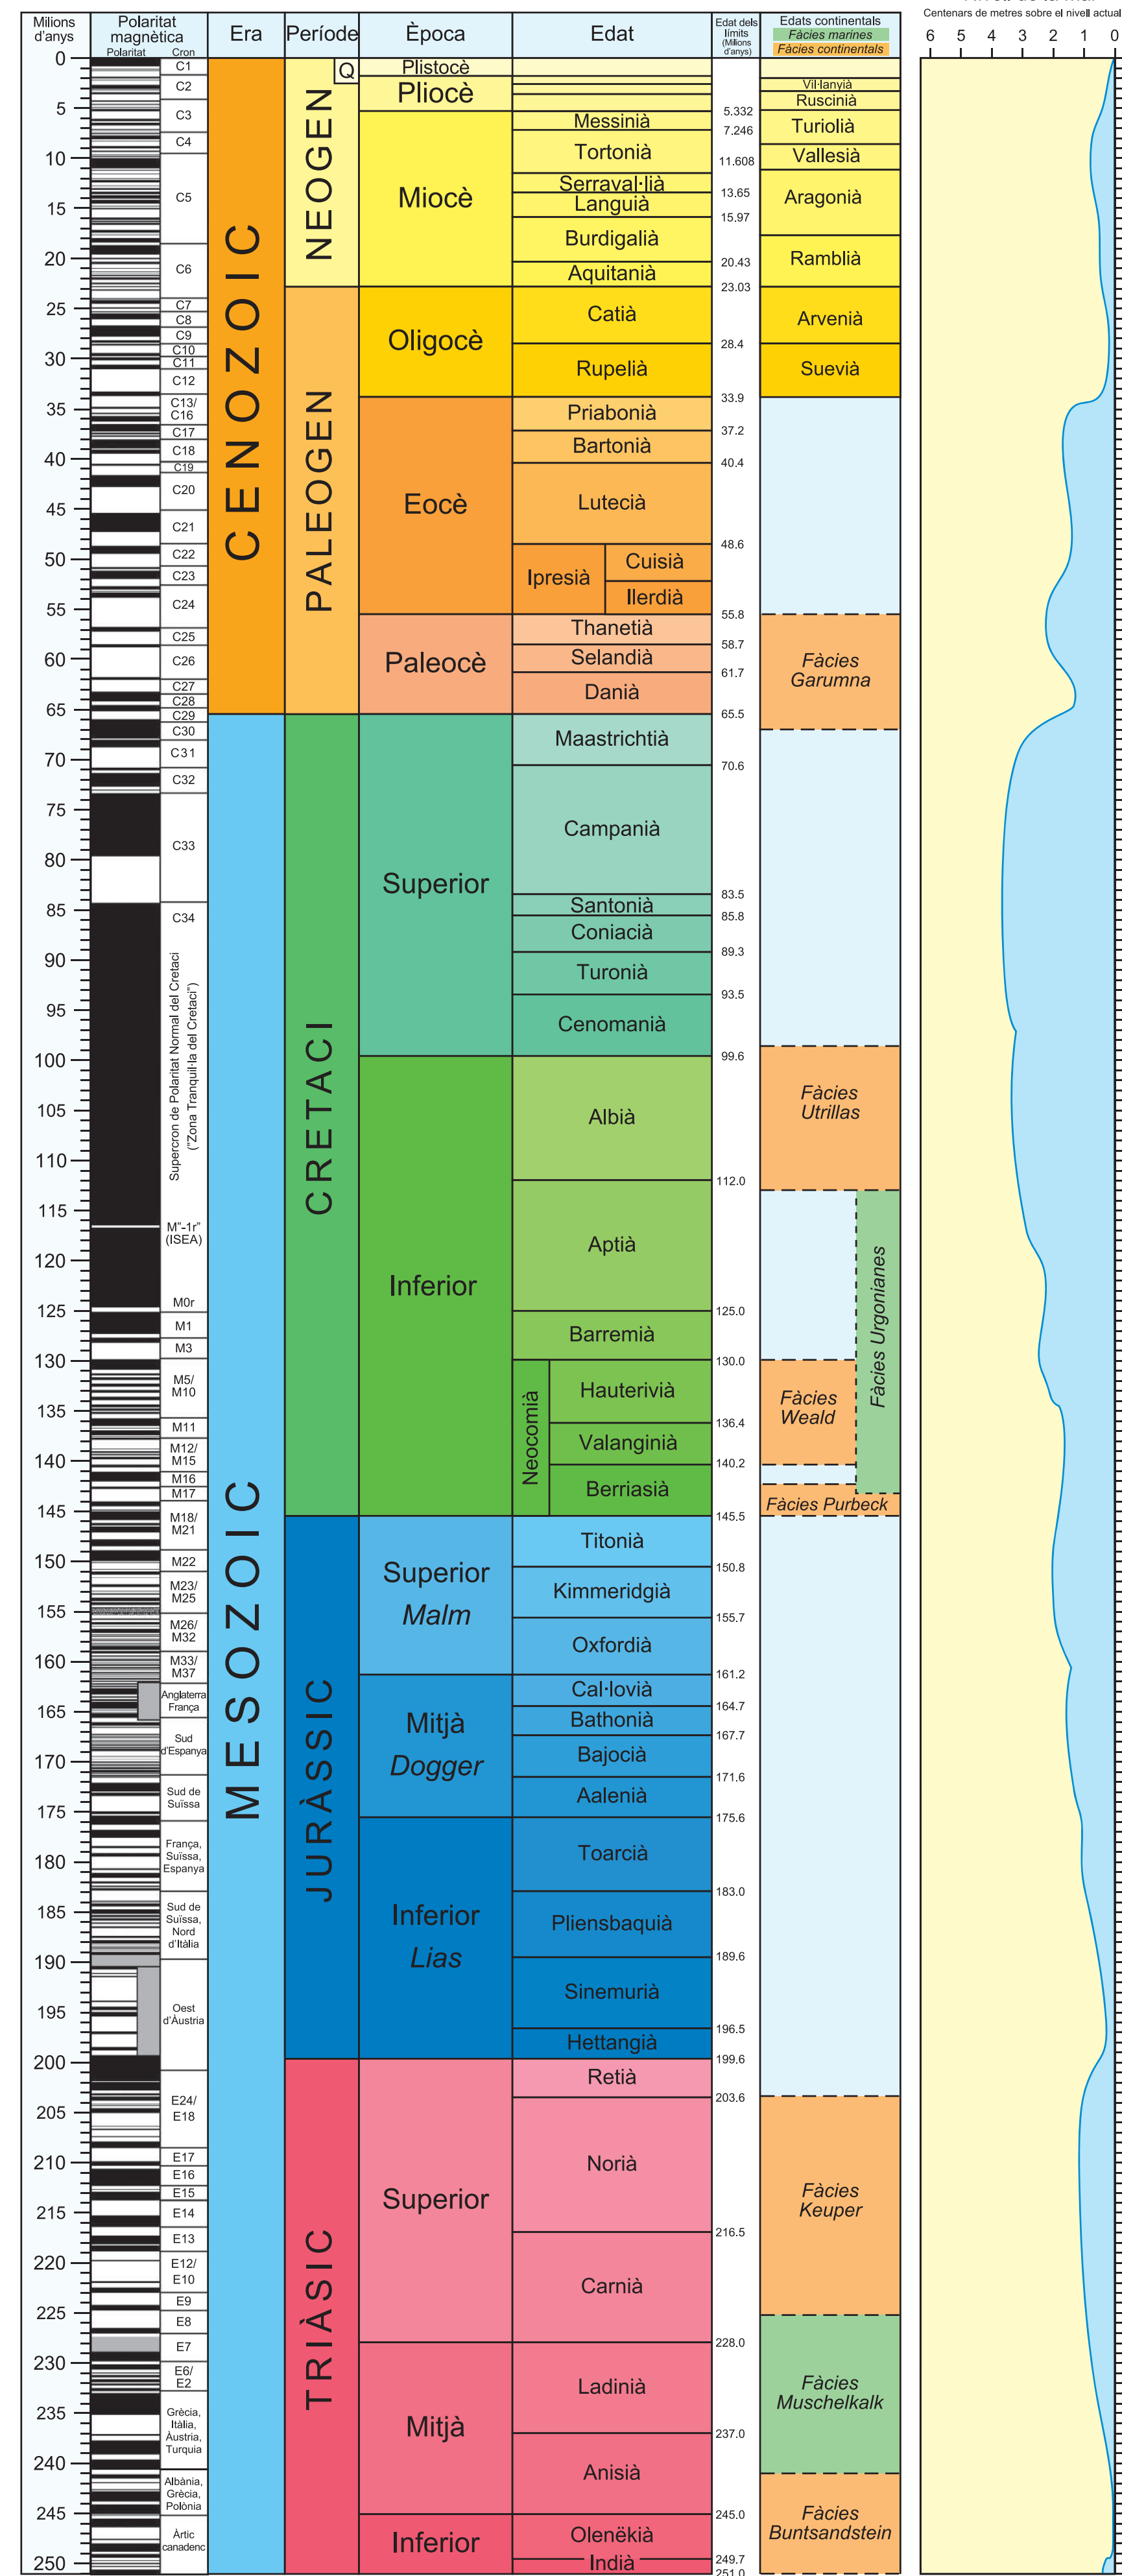 Centenars de metres sobre el nivell actual
6 5 4 3 2 1 0
Milions
d'anys
Polaritat
magnètica
Polaritat
Cron
Era
Període
Època
Edat
Edat dels
límits
(Milions
d'anys)
Edats continentals
Fàcies marines
Fàcies continentals
0
5
10
15
20
25
30
35
40
45
50
55
60
65
70
75
80
85
90
95
100
105
110
115
120
125
130
135
140
145
150
155
160
165
170
175
180
185
190
195
200
205
210
215
220
225
230
235
240
245
250
C1
C2
C3
C4
C5
C6
C7
C8
C9
C10
C11
C12
C13/
C16
C17
C18
C19
C20
C21
C22
C23
C24
C25
C26
C27
C28
C29
C30
C31
C32
C33
C34
Supercron de Polaritat Normal del Cretaci
("Zona Tranquil·la del Cretaci")
M"-1r"
(ISEA)
M0r
M1
M3
M5/
M10
M11
M12/
M15
M16
M17
M18/
M21
M22
M23/
M25
M26/
M32
M33/
M37
Anglaterra
França
Sud
d'Espanya
Sud de
Suïssa
França,
Suïssa,
Espanya
Sud de
Suïssa,
Nord
d'Itàlia
Oest
d'Àustria
E24/
E18
E17
E16
E15
E14
E13
E12/
E10
E9
E8
E7
E6/
E2
Grècia,
Itàlia,
Àustria,
Turquia
Albània,
Grècia,
Polònia
Àrtic
canadenc
CENOZOIC
MESOZOIC
Q
NEOGEN
PALEOGEN
CRETACI
JURÀSSIC
TRIÀSIC
Plistocè
Pliocè
Miocè
Oligocè
Eocè
Paleocè
Superior
Inferior
Superior
Malm
Mitjà
Dogger
Inferior
Lias
Superior
Mitjà
Inferior
Messinià
Tortonià
Serraval·lià
Languià
Burdigalià
Aquitanià
Catià
Rupelià
Priabonià
Bartonià
Lutecià
Ipresià
Cuisià
Ilerdià
Thanetià
Selandià
Danià
Maastrichtià
Campanià
Santonià
Coniacià
Turonià
Cenomanià
Albià
Aptià
Barremià
Neocomià
Hauterivià
Valanginià
Berriasià
Titonià
Kimmeridgià
Oxfordià
Cal·lovià
Bathonià
Bajocià
Aalenià
Toarcià
Pliensbaquià
Sinemurià
Hettangià
Retià
Norià
Carnià
Ladinià
Anisià
Olenëkià
Indià
5.332
7.246
11.608
13.65
15.97
20.43
23.03
28.4
33.9
37.2
40.4
48.6
55.8
58.7
61.7
65.5
70.6
83.5
85.8
89.3
93.5
99.6
112.0
125.0
130.0
136.4
140.2
145.5
150.8
155.7
161.2
164.7
167.7
171.6
175.6
183.0
189.6
196.5
199.6
203.6
216.5
228.0
237.0
245.0
249.7
251.0
Vil·lanyià
Ruscinià
Turiolià
Vallesià
Aragonià
Ramblià
Arvenià
Suevià
Fàcies
Garumna
Fàcies
Utrillas
Fàcies Urgonianes
Fàcies
Weald
Fàcies Purbeck
Fàcies
Keuper
Fàcies
Muschelkalk
Fàcies
Buntsandstein